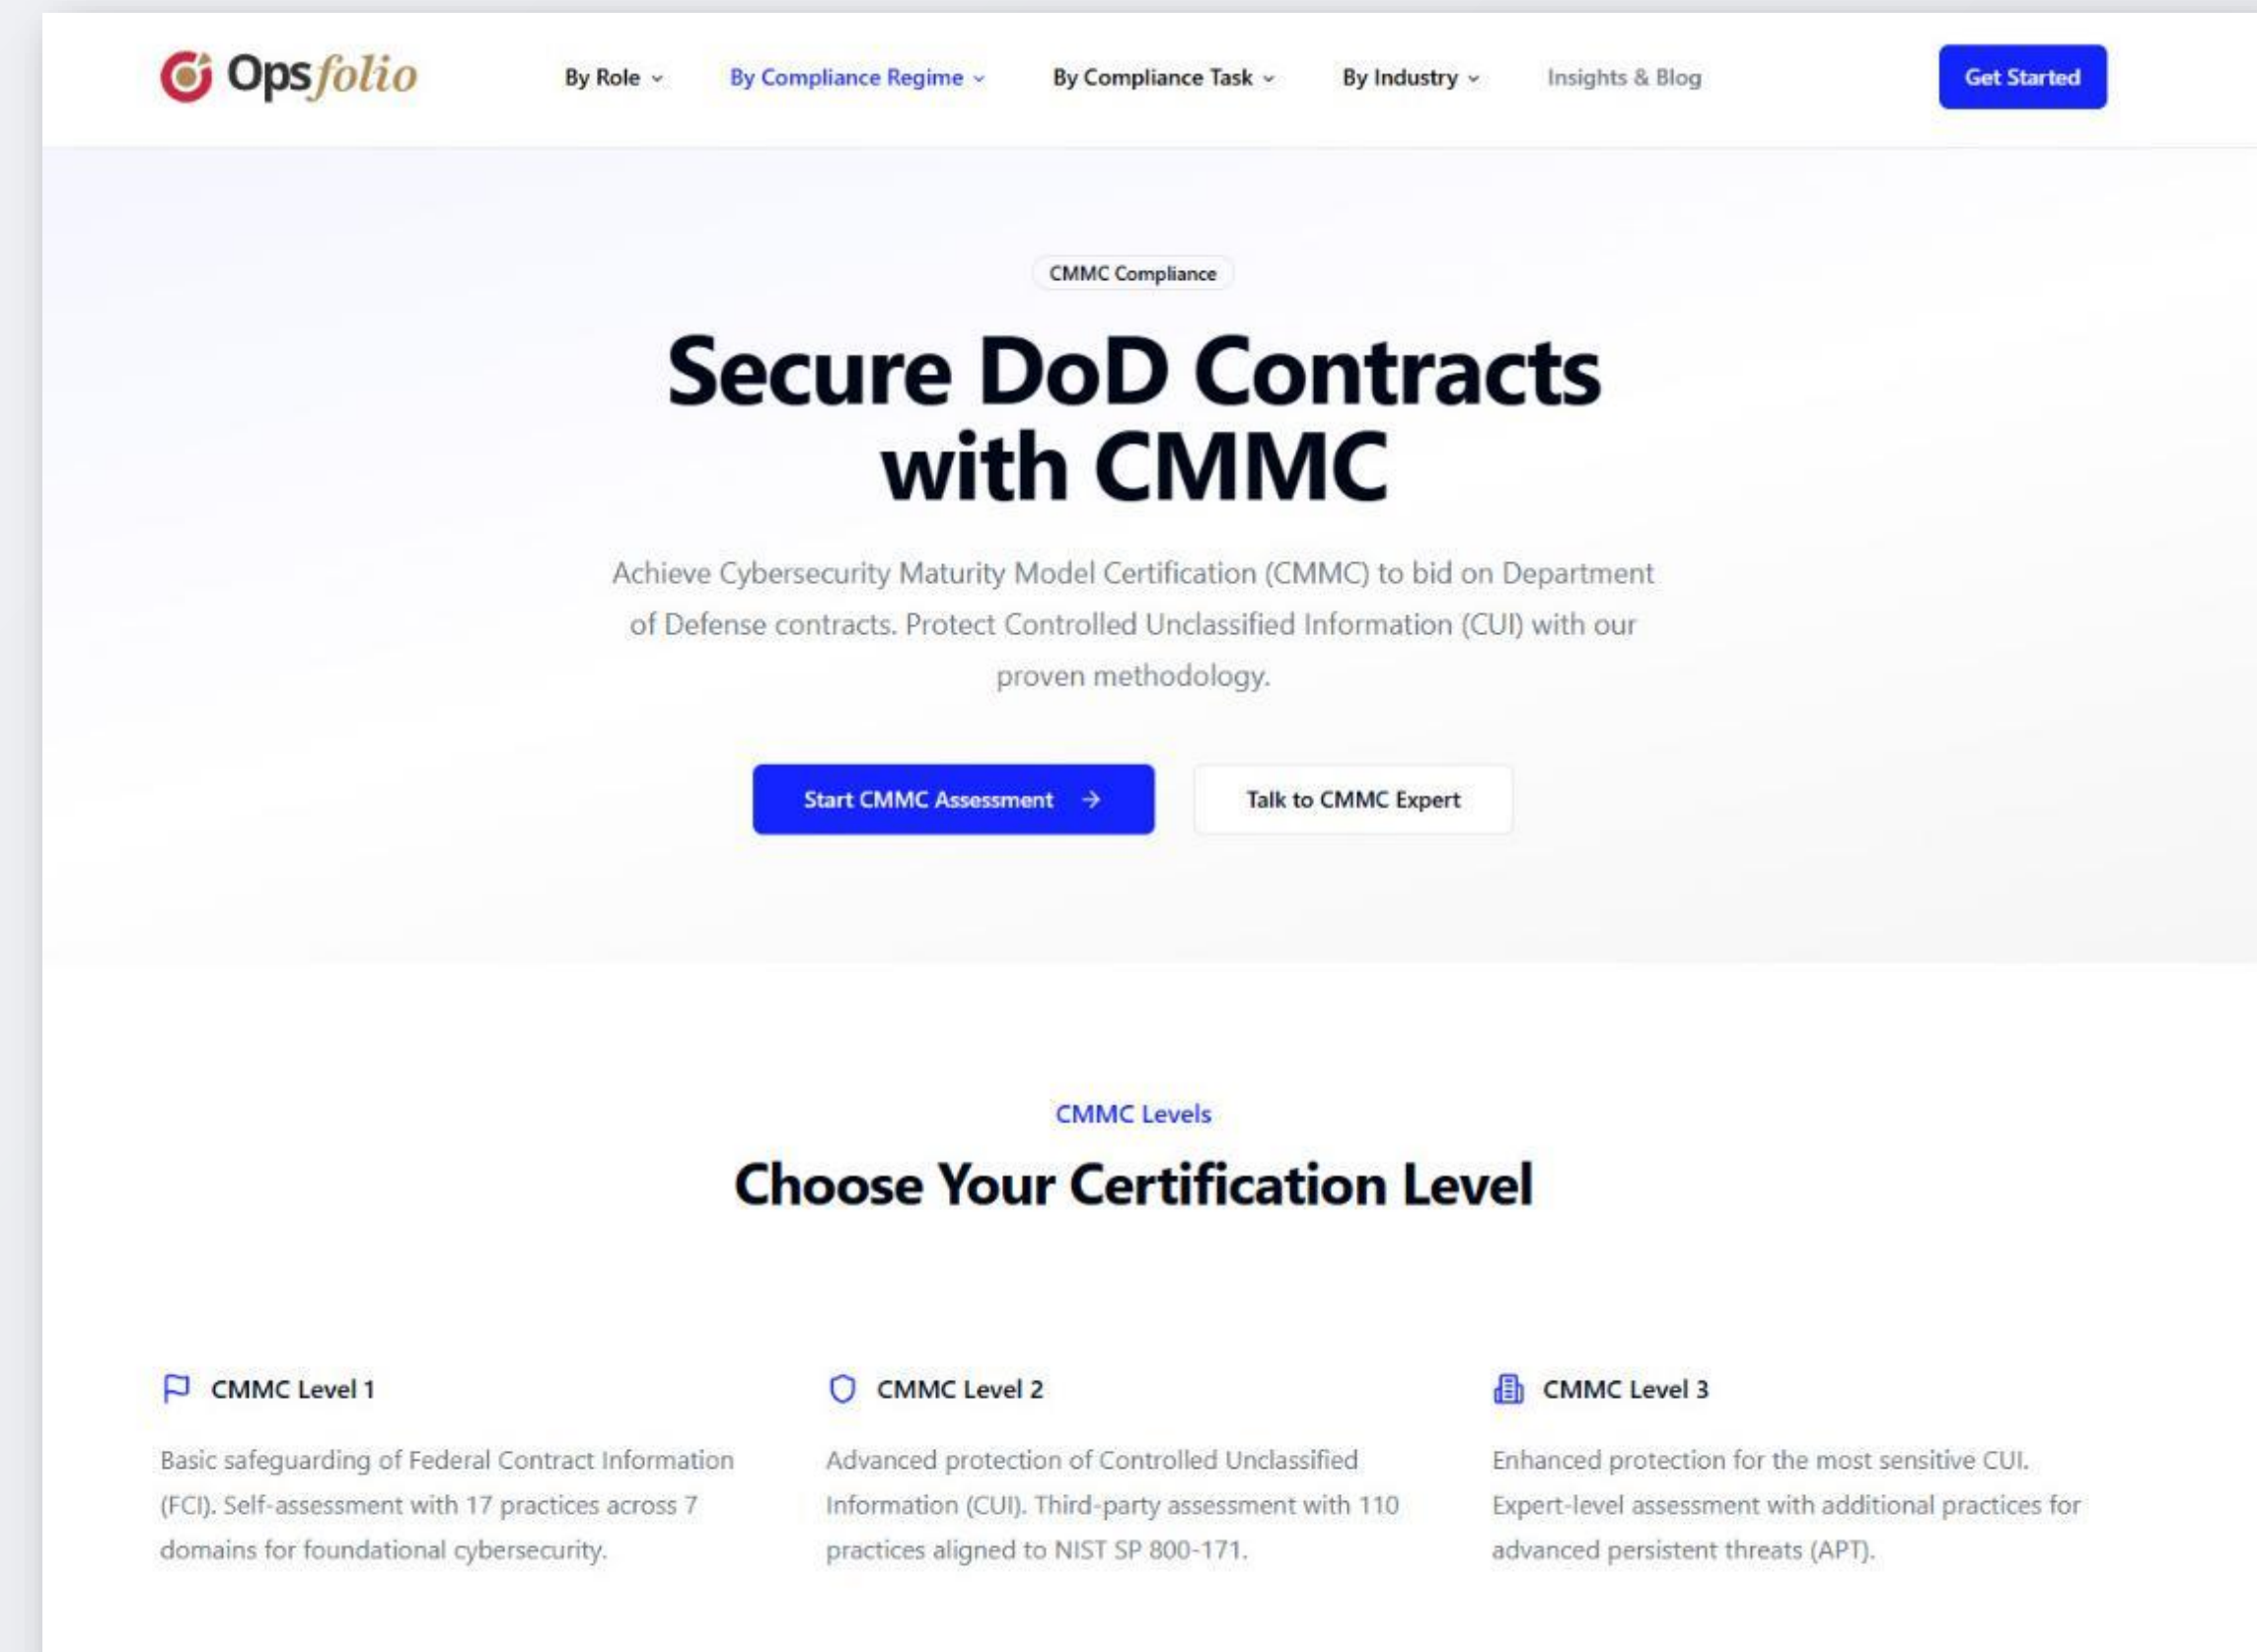 Opsfolio
By Role
By Compliance Regime
By Compliance Task
By Industry
Insights & Blog
Get Started
CMMC Compliance
Secure DoD Contracts
with CMMC
Achieve Cybersecurity Maturity Model Certification (CMMC) to bid on Department
of Defense contracts. Protect Controlled Unclassified Information (CUI) with our
proven methodology.
Start CMMC Assessment →
Talk to CMMC Expert
CMMC Levels
Choose Your Certification Level
CMMC Level 1
Basic safeguarding of Federal Contract Information
(FCI). Self-assessment with 17 practices across 7
domains for foundational cybersecurity.
CMMC Level 2
Advanced protection of Controlled Unclassified
Information (CUI). Third-party assessment with 110
practices aligned to NIST SP 800-171.
CMMC Level 3
Enhanced protection for the most sensitive CUI.
Expert-level assessment with additional practices for
advanced persistent threats (APT).